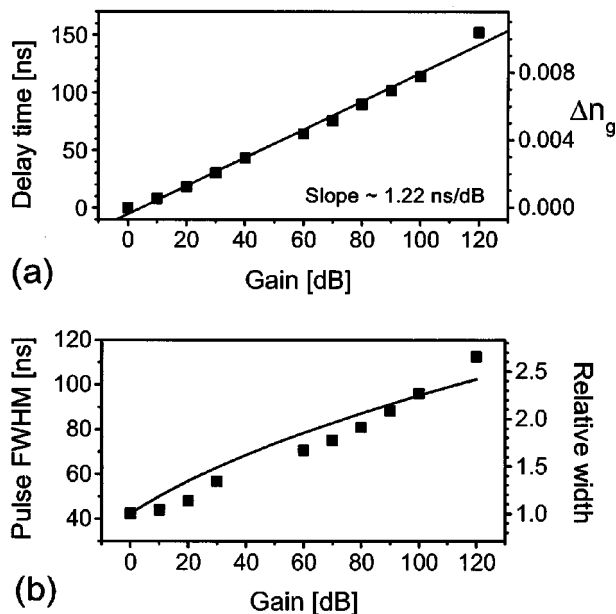 150
100
50
0
Delay time [ns]
0.008
0.004
0.000
Δn_g
Slope ~ 1.22 ns/dB
0 20 40 60 80 100 120
Gain [dB]
(a)
120
100
80
60
40
Pulse FWHM [ns]
2.5
2.0
1.5
1.0
Relative width
0 20 40 60 80 100 120
Gain [dB]
(b)